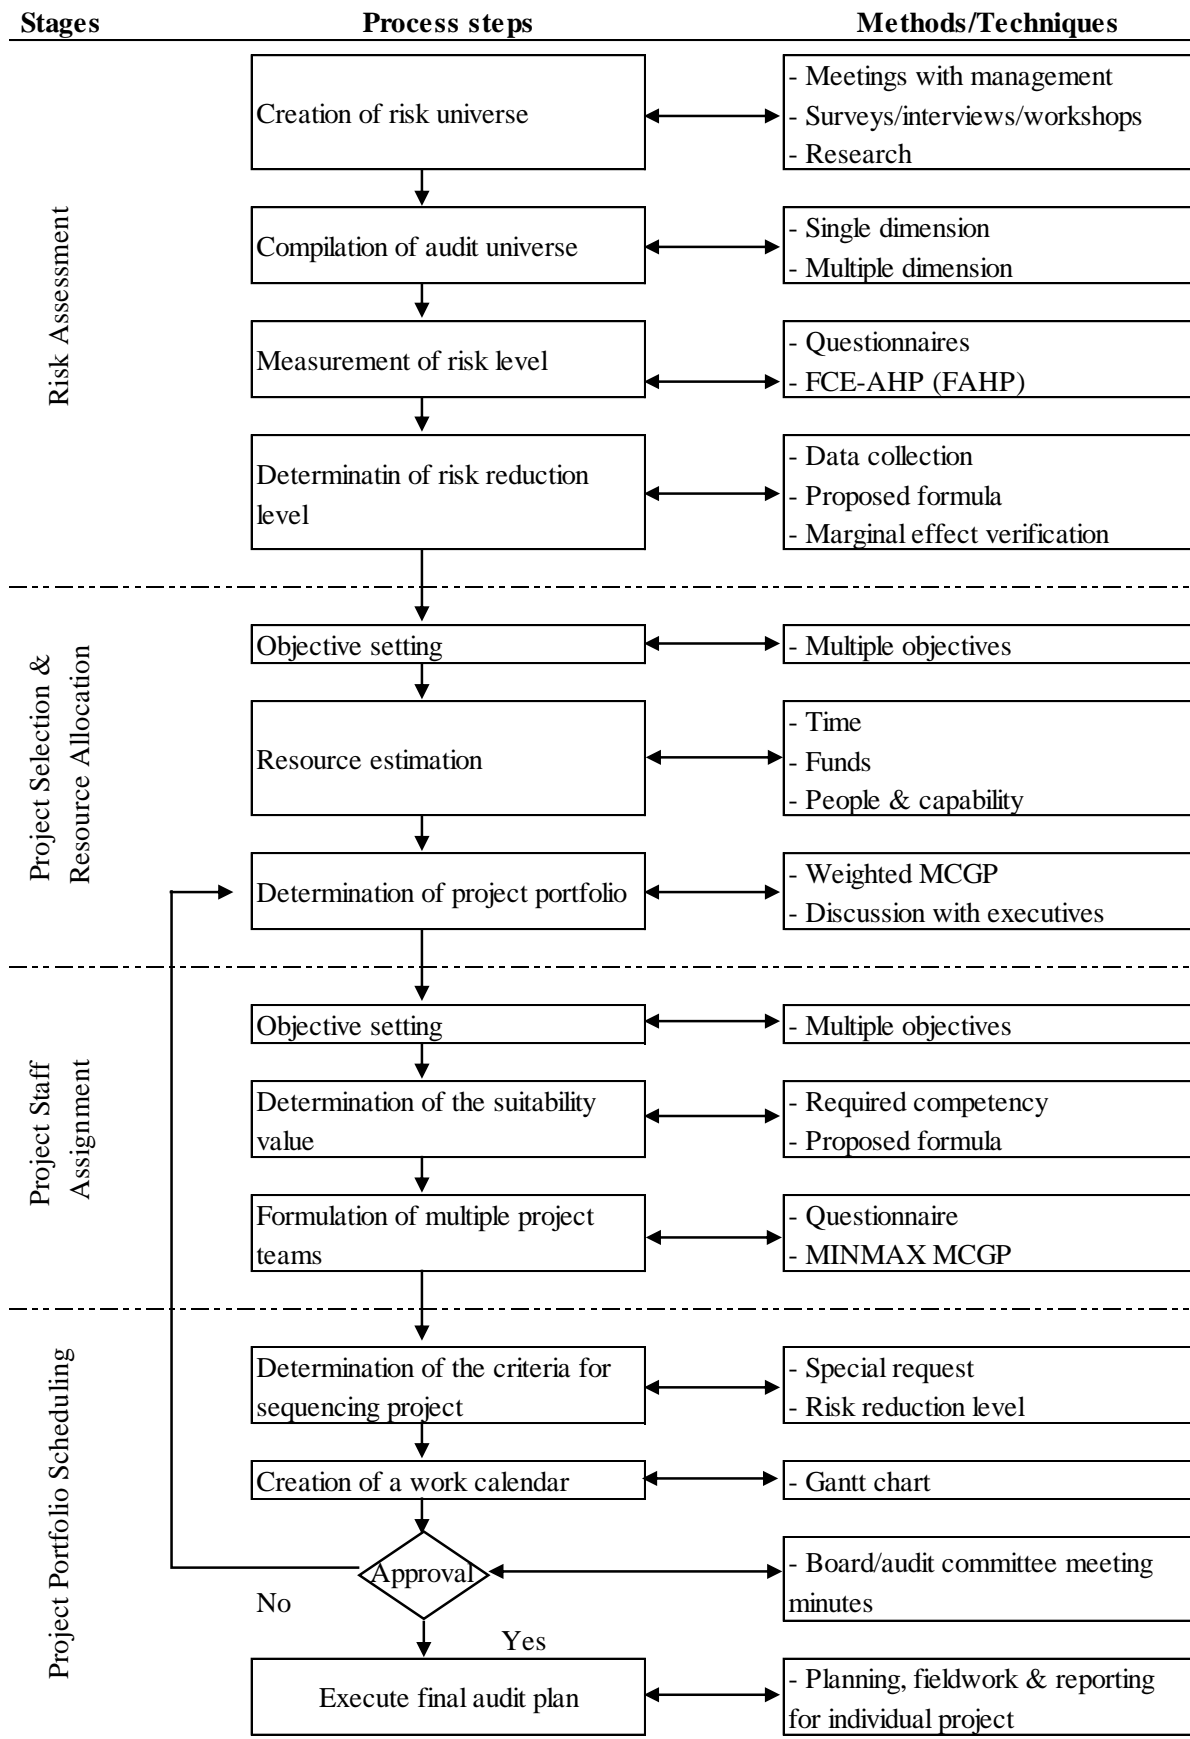 Stages Process steps Methods/Techniques
Risk Assessment
Creation of risk universe
- Meetings with management
- Surveys/interviews/workshops
- Research
Compilation of audit universe
- Single dimension
- Multiple dimension
Measurement of risk level
- Questionnaires
- FCE-AHP (FAHP)
Determinatin of risk reduction
level
- Data collection
- Proposed formula
- Marginal effect verification
Project Selection &
Resource Allocation
Objective setting
- Multiple objectives
Resource estimation
- Time
- Funds
- People & capability
Determination of project portfolio
- Weighted MCGP
- Discussion with executives
Project Staff
Assignment
Objective setting
- Multiple objectives
Determination of the suitability
value
- Required competency
- Proposed formula
Formulation of multiple project
teams
- Questionnaire
- MINMAX MCGP
Project Portfolio Scheduling
Determination of the criteria for
sequencing project
- Special request
- Risk reduction level
Creation of a work calendar
- Gantt chart
Approval
- Board/audit committee meeting
minutes
No
Yes
Execute final audit plan
- Planning, fieldwork & reporting
for individual project